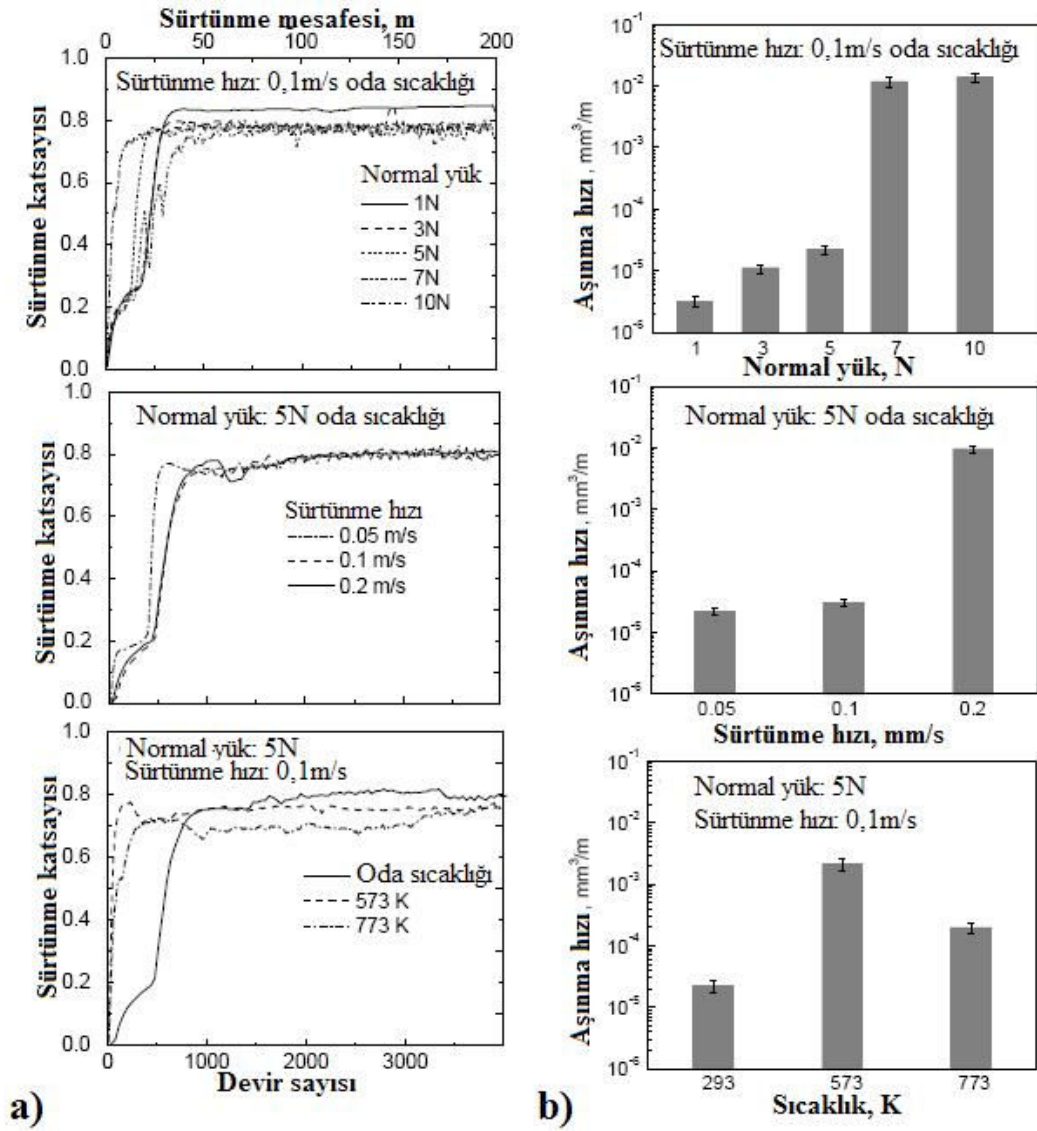 Sürtünme mesafesi, m
0 50 100 150 200
Sürtünme hızı: 0,1m/s oda sıcaklığı
Sürtünme katsayısı
1.0
0.8
0.6
0.4
0.2
0.0
Normal yük
1N
3N
5N
7N
10N
Normal yük: 5N oda sıcaklığı
Sürtünme katsayısı
1.0
0.8
0.6
0.4
0.2
0.0
Sürtünme hızı
0.05 m/s
0.1 m/s
0.2 m/s
Normal yük: 5N
Sürtünme hızı: 0,1m/s
Sürtünme katsayısı
1.0
0.8
0.6
0.4
0.2
0.0
Oda sıcaklığı
573 K
773 K
0 1000 2000 3000
Devir sayısı
a)
Sürtünme hızı: 0,1m/s oda sıcaklığı
Aşınma hızı, mm³/m
10⁻¹
10⁻²
10⁻³
10⁻⁴
10⁻⁵
10⁻⁶
1 3 5 7 10
Normal yük, N
Normal yük: 5N oda sıcaklığı
Aşınma hızı, mm³/m
10⁻¹
10⁻²
10⁻³
10⁻⁴
10⁻⁵
10⁻⁶
0.05 0.1 0.2
Sürtünme hızı, mm/s
Normal yük: 5N
Sürtünme hızı: 0,1m/s
Aşınma hızı, mm³/m
10⁻¹
10⁻²
10⁻³
10⁻⁴
10⁻⁵
10⁻⁶
293 573 773
Sıcaklık, K
b)